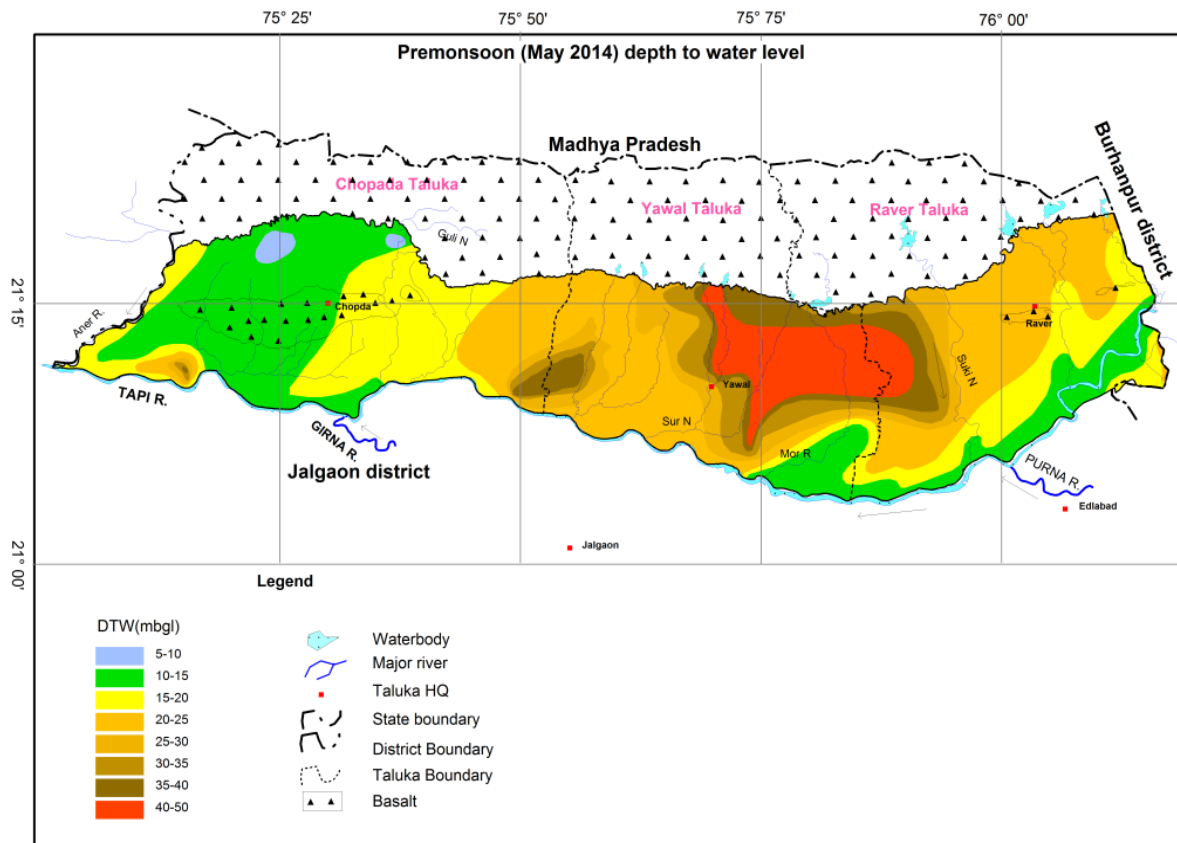 75° 25' 75° 50' 75° 75' 76° 00'
Premonsoon (May 2014) depth to water level
Madhya Pradesh
Burhanpur district
Chopada Taluka
Yawal Taluka
Raver Taluka
Guli N
21° 15'
Chopda
Aner R.
Raver
Suki N
TAPI R.
Yawal
GIRNA R.
Sur N
Mor R
Jalgaon district
PURNA R.
Edlabad
Jalgaon
21° 00'
Legend
DTW(mbgl)
5-10
10-15
15-20
20-25
25-30
30-35
35-40
40-50
Waterbody
Major river
Taluka HQ
State boundary
District Boundary
Taluka Boundary
Basalt